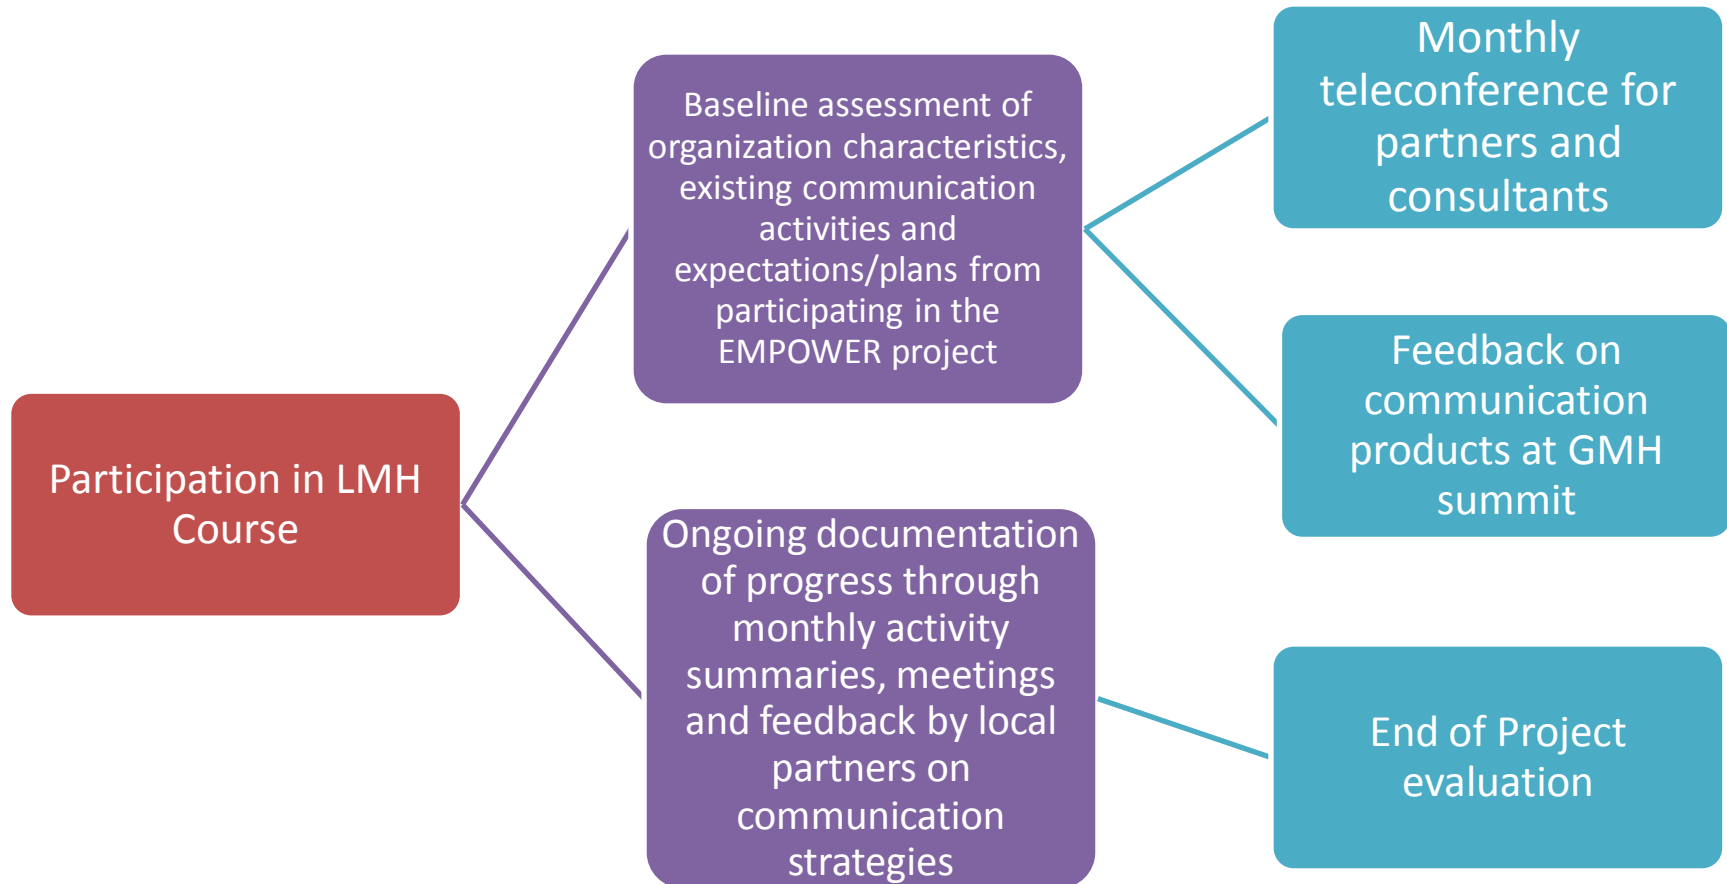 Participation in LMH
Course
Baseline assessment of
organization characteristics,
existing communication
activities and
expectations/plans from
participating in the
EMPOWER project
Ongoing documentation
of progress through
monthly activity
summaries, meetings
and feedback by local
partners on
communication
strategies
Monthly
teleconference for
partners and
consultants
Feedback on
communication
products at GMH
summit
End of Project
evaluation